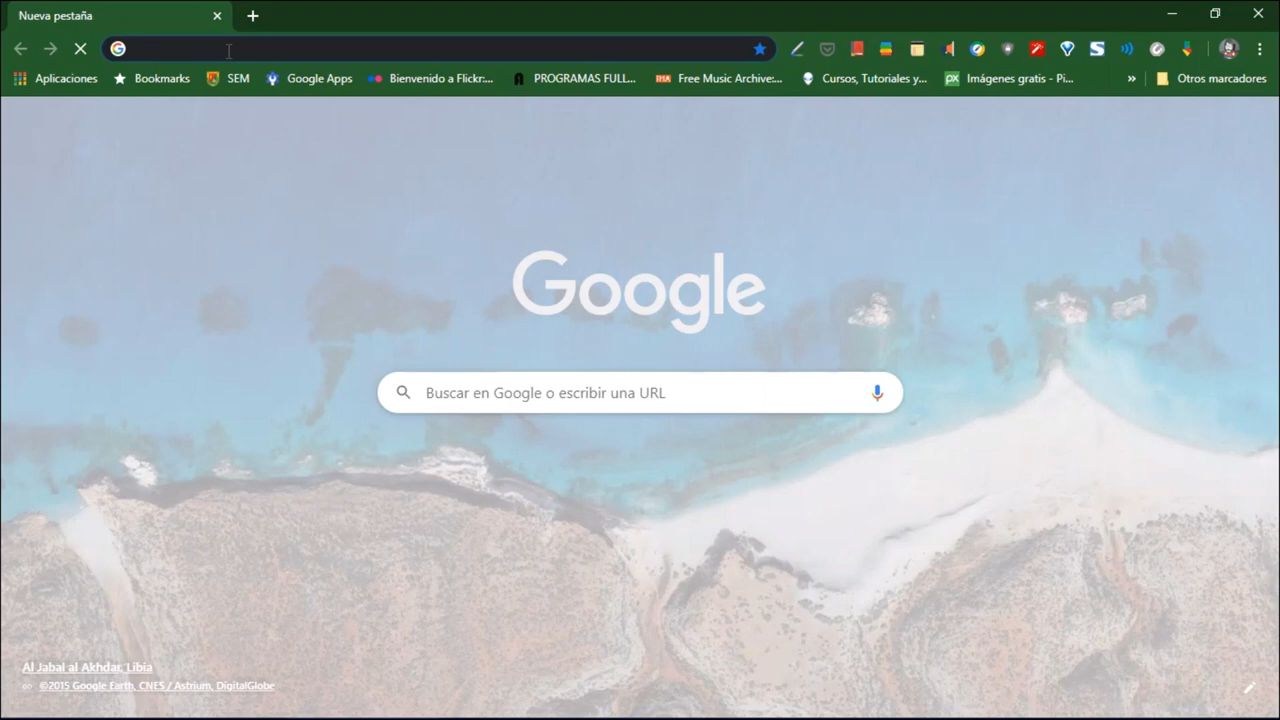 Nueva pestaña
Aplicaciones Bookmarks SEM Google Apps Bienvenido a Flickr:... PROGRAMAS FULL... FMA Free Music Archive:... Cursos, Tutoriales y... px Imágenes gratis - Pi... » Otros marcadores
Google
Buscar en Google o escribir una URL
Al Jabal al Akhdar, Libia
©2015 Google Earth, CNES / Astrium, DigitalGlobe